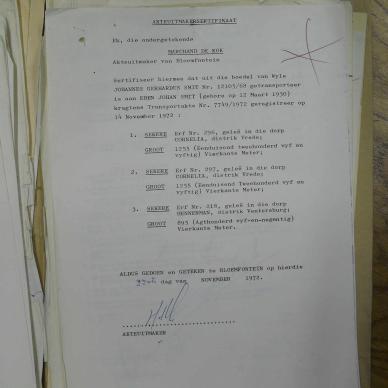 AKTEUITMAKERSERTIFIKAAT
Ek, die ondergetekende
MARCHAND DE KOK
Akteuitmaker van Bloemfontein
Sertifiseer hiermee dat uit die boedel van Wyle
JOHANNES GERHARDUS SMIT Nr. 12103/68 getransporteer
is aan EBEN JOHAN SMIT (gebore op 12 Maart 1930)
kragtens Transportakte Nr. 7749/1972 geregistreer op
14 November 1972 :
1. SEKERE Erf Nr. 296, geleë in die dorp
CORNELIA, distrik Vrede;
GROOT 1255 (Eenduisend tweehonderd vyf en
vyftig) Vierkante Meter;
2. SEKERE Erf Nr. 297, geleë in die dorp
CORNELIA, distrik Vrede;
GROOT 1255 (Eenduisend Tweehonderd vyf en
vyftig) Vierkante Meter;
3. SEKERE Erf Nr. 418, geleë in die dorp
HENNENMAN, distrik Ventersburg;
GROOT 895 (Agthonderd vyf-en-negentig)
Vierkante Meter.
ALDUS GEDOEN en GETEKEN te BLOEMFONTEIN op hierdie
dag van NOVEMBER 1972.
AKTEUITMAKER